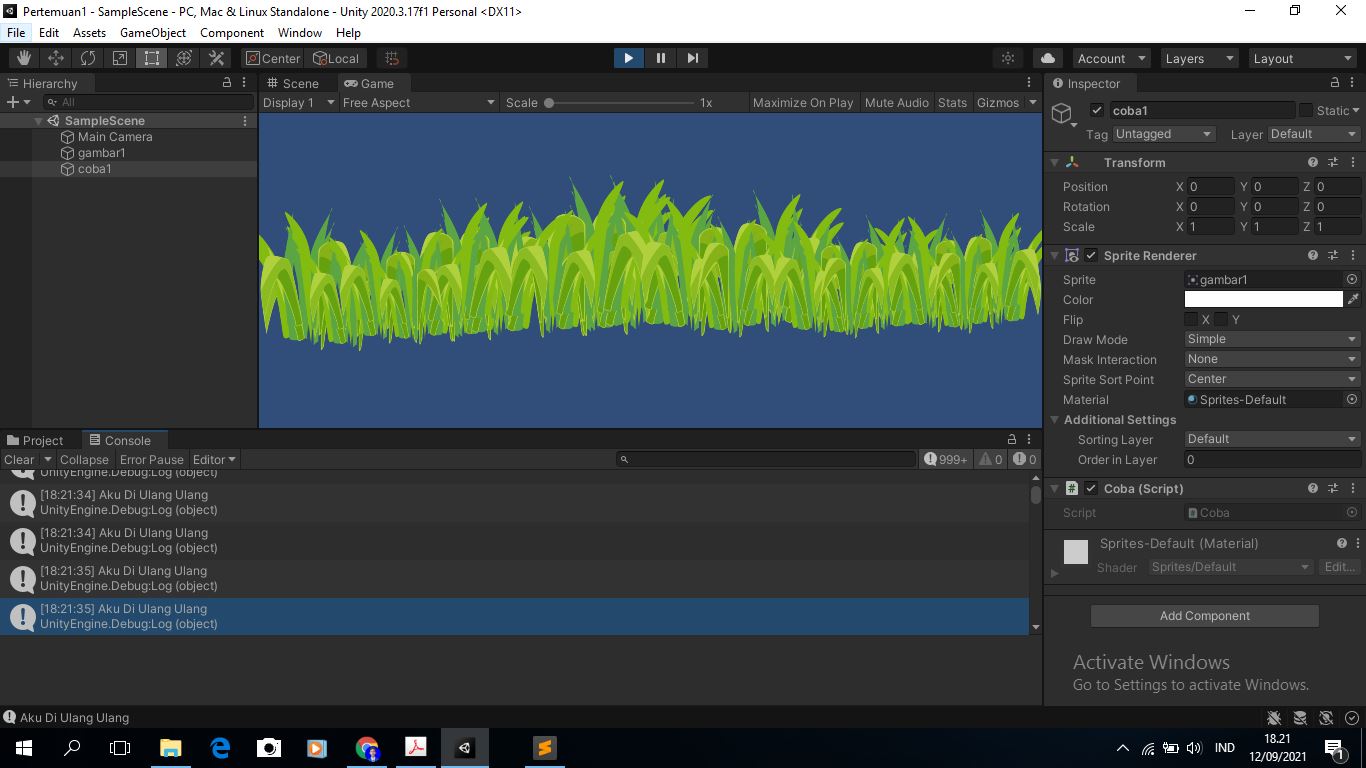 Pertemuan1 - SampleScene - PC, Mac & Linux Standalone - Unity 2020.3.17f1 Personal <DX11>
File Edit Assets GameObject Component Window Help
Center Local Account Layers Layout
Hierarchy
All
SampleScene
Main Camera
gambar1
coba1
Scene Game
Display 1 Free Aspect Scale 1x Maximize On Play Mute Audio Stats Gizmos
Inspector
coba1 Static
Tag Untagged Layer Default
Transform
Position X 0 Y 0 Z 0
Rotation X 0 Y 0 Z 0
Scale X 1 Y 1 Z 1
Sprite Renderer
Sprite gambar1
Color
Flip X Y
Draw Mode Simple
Mask Interaction None
Sprite Sort Point Center
Material Sprites-Default
Additional Settings
Sorting Layer Default
Order in Layer 0
Coba (Script)
Script Coba
Sprites-Default (Material)
Shader Sprites/Default Edit...
Add Component
Project Console
Clear Collapse Error Pause Editor 999+ 0 0
UnityEngine.Debug:Log (object)
[18:21:34] Aku Di Ulang Ulang
UnityEngine.Debug:Log (object)
[18:21:34] Aku Di Ulang Ulang
UnityEngine.Debug:Log (object)
[18:21:35] Aku Di Ulang Ulang
UnityEngine.Debug:Log (object)
[18:21:35] Aku Di Ulang Ulang
UnityEngine.Debug:Log (object)
Activate Windows
Go to Settings to activate Windows.
Aku Di Ulang Ulang
IND
18.21
12/09/2021
1